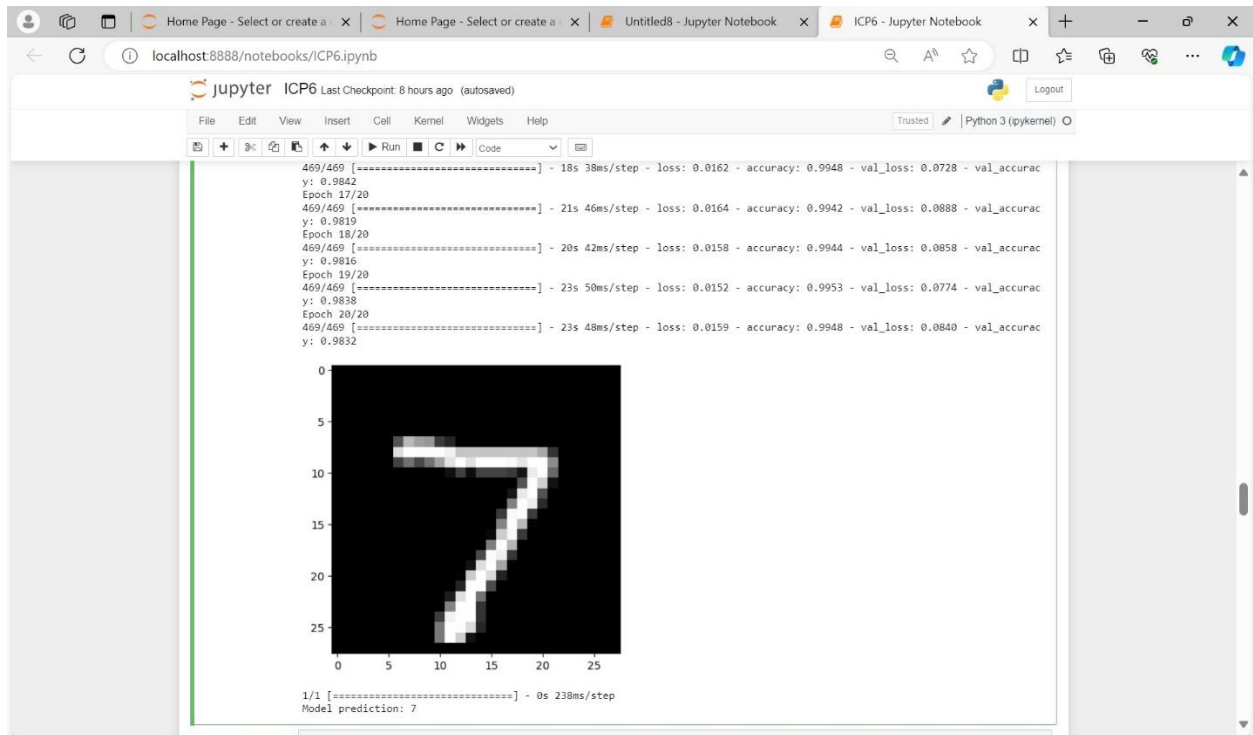 Home Page - Select or create a
Home Page - Select or create a
Untitled8 - Jupyter Notebook
ICP6 - Jupyter Notebook
localhost:8888/notebooks/ICP6.ipynb
jupyter ICP6 Last Checkpoint: 8 hours ago (autosaved)
Logout
File Edit View Insert Cell Kernel Widgets Help
Trusted Python 3 (ipykernel)
Run Code
469/469 [==============================] - 18s 38ms/step - loss: 0.0162 - accuracy: 0.9948 - val_loss: 0.0728 - val_accurac
y: 0.9842
Epoch 17/20
469/469 [==============================] - 21s 46ms/step - loss: 0.0164 - accuracy: 0.9942 - val_loss: 0.0888 - val_accurac
y: 0.9819
Epoch 18/20
469/469 [==============================] - 20s 42ms/step - loss: 0.0158 - accuracy: 0.9944 - val_loss: 0.0858 - val_accurac
y: 0.9816
Epoch 19/20
469/469 [==============================] - 23s 50ms/step - loss: 0.0152 - accuracy: 0.9953 - val_loss: 0.0774 - val_accurac
y: 0.9838
Epoch 20/20
469/469 [==============================] - 23s 48ms/step - loss: 0.0159 - accuracy: 0.9948 - val_loss: 0.0840 - val_accurac
y: 0.9832
0
5
10
15
20
25
7
0 5 10 15 20 25
1/1 [==============================] - 0s 238ms/step
Model prediction: 7